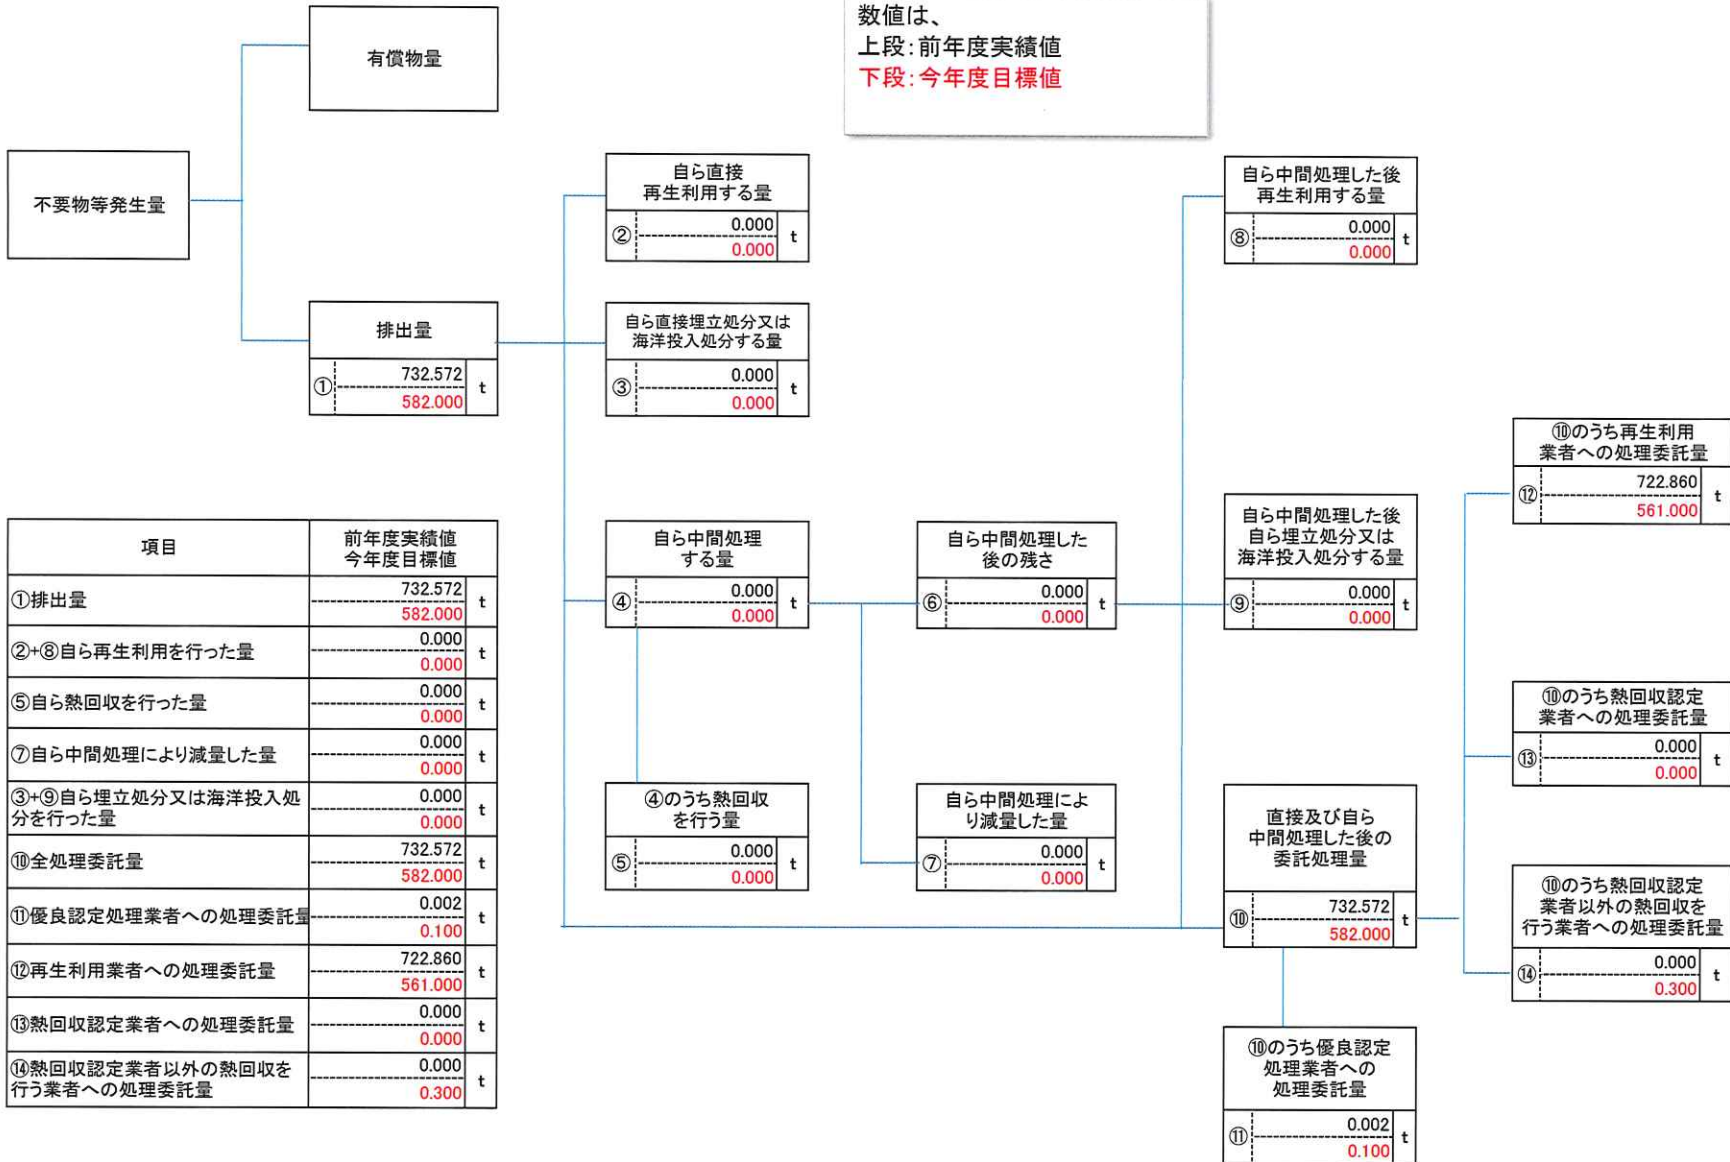 数値は、
上段:前年度実績値
下段:今年度目標値
有償物量
不要物等発生量
排出量
① 732.572 t
582.000
自ら直接
再生利用する量
② 0.000 t
0.000
自ら直接埋立処分又は
海洋投入処分する量
③ 0.000 t
0.000
自ら中間処理
する量
④ 0.000 t
0.000
④のうち熱回収
を行う量
⑤ 0.000 t
0.000
自ら中間処理した
後の残さ
⑥ 0.000 t
0.000
自ら中間処理によ
り減量した量
⑦ 0.000 t
0.000
自ら中間処理した後
再生利用する量
⑧ 0.000 t
0.000
自ら中間処理した後
自ら埋立処分又は
海洋投入処分する量
⑨ 0.000 t
0.000
直接及び自ら
中間処理した後の
委託処理量
⑩ 732.572 t
582.000
⑩のうち優良認定
処理業者への
処理委託量
⑪ 0.002 t
0.100
⑩のうち再生利用
業者への処理委託量
⑫ 722.860 t
561.000
⑩のうち熱回収認定
業者への処理委託量
⑬ 0.000 t
0.000
⑩のうち熱回収認定
業者以外の熱回収を
行う業者への処理委託量
⑭ 0.000 t
0.300
項目 前年度実績値
今年度目標値
①排出量 732.572 t
582.000
②+⑧自ら再生利用を行った量 0.000 t
0.000
⑤自ら熱回収を行った量 0.000 t
0.000
⑦自ら中間処理により減量した量 0.000 t
0.000
③+⑨自ら埋立処分又は海洋投入処 0.000 t
分を行った量 0.000
⑩全処理委託量 732.572 t
582.000
⑪優良認定処理業者への処理委託量 0.002 t
0.100
⑫再生利用業者への処理委託量 722.860 t
561.000
⑬熱回収認定業者への処理委託量 0.000 t
0.000
⑭熱回収認定業者以外の熱回収を 0.000 t
行う業者への処理委託量 0.300